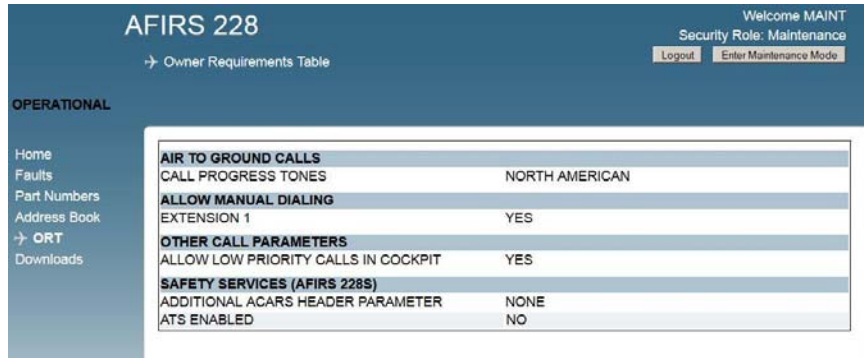 AFIRS 228
Welcome MAINT
Security Role: Maintenance
Logout Enter Maintenance Mode
Owner Requirements Table
OPERATIONAL
Home
Faults
Part Numbers
Address Book
ORT
Downloads
AIR TO GROUND CALLS
CALL PROGRESS TONES NORTH AMERICAN
ALLOW MANUAL DIALING
EXTENSION 1 YES
OTHER CALL PARAMETERS
ALLOW LOW PRIORITY CALLS IN COCKPIT YES
SAFETY SERVICES (AFIRS 228S)
ADDITIONAL ACARS HEADER PARAMETER NONE
ATS ENABLED NO